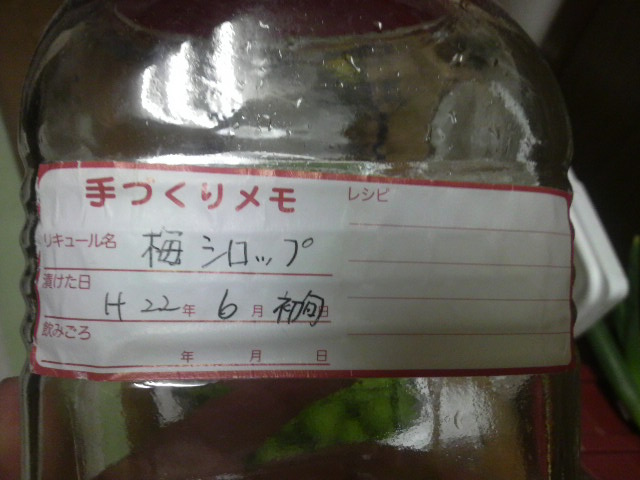 手づくりメモ
リキュール名 梅シロップ
漬けた日
H22年6月初旬日
飲みごろ
年 月 日
レシピ